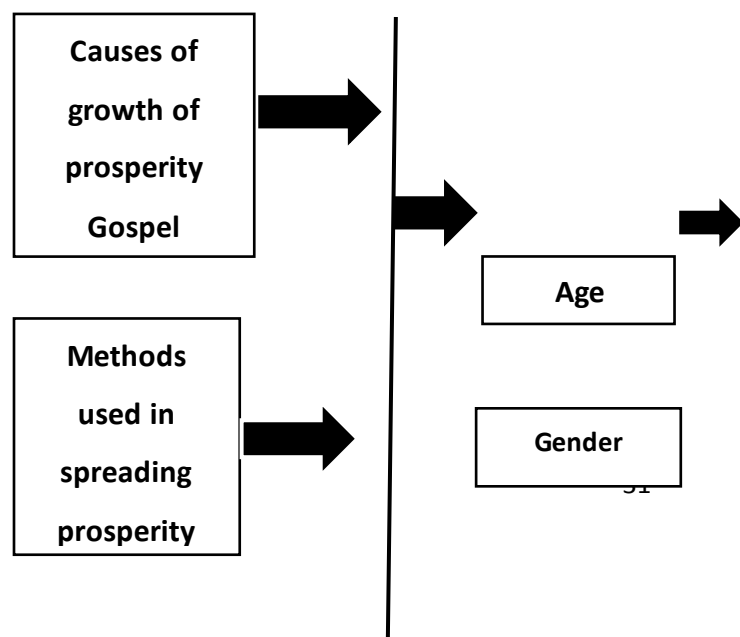 Causes of
growth of
prosperity
Gospel
Age
Methods
used in
spreading
prosperity
Gender